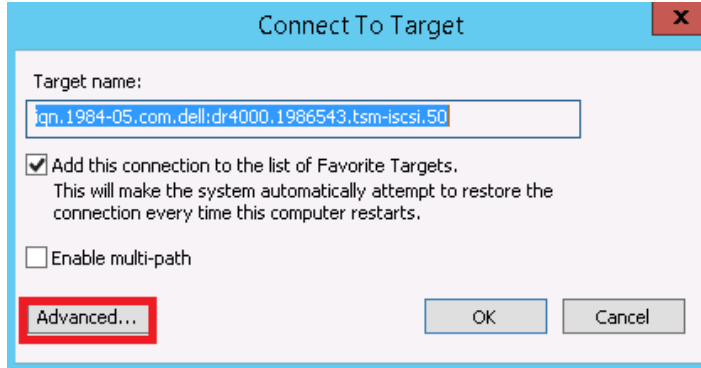 Connect To Target
x
Target name:
iqn.1984-05.com.dell:dr4000.1986543.tsm-iscsi.50
Add this connection to the list of Favorite Targets.
This will make the system automatically attempt to restore the
connection every time this computer restarts.
Enable multi-path
Advanced...
OK
Cancel